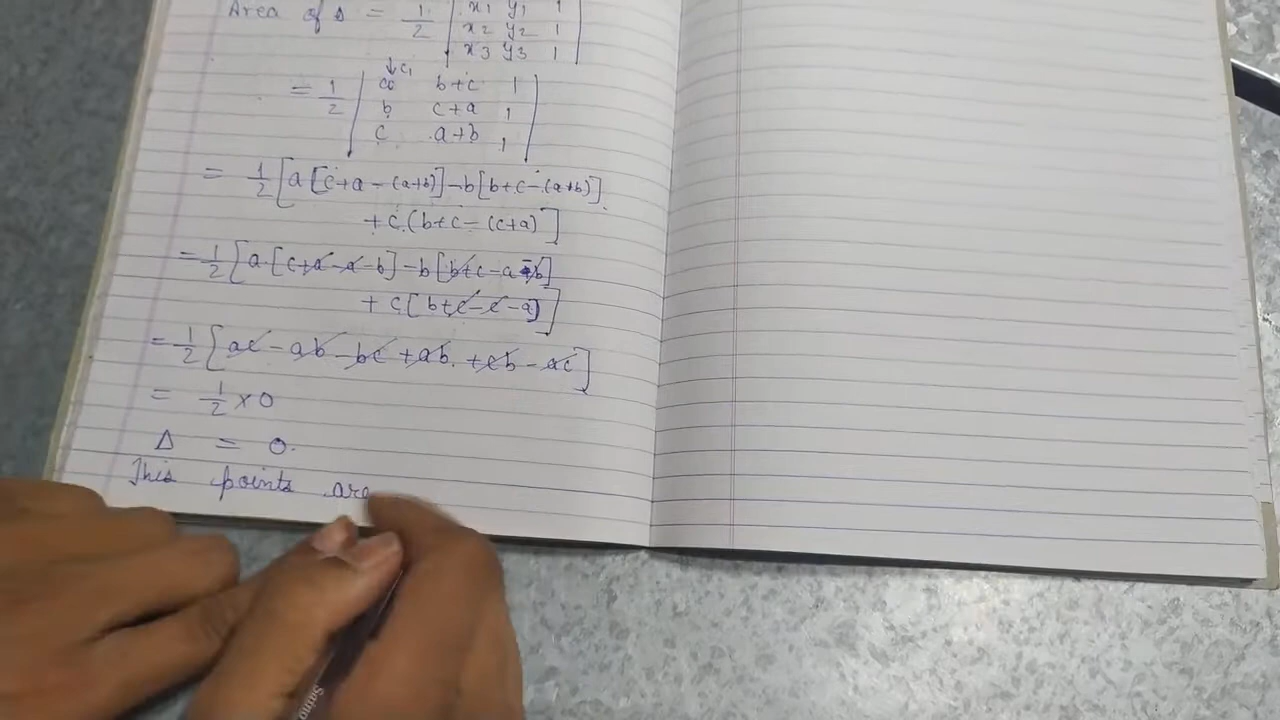 Area of Δ = 1/2 | x1 y1 1
x2 y2 1
x3 y3 1 |
↓C1
= 1/2 | a b+c 1
b c+a 1
c a+b 1 |
= 1/2 [a [c+a-(a+b)] -b[b+c-(a+b)]
+ c (b+c-(c+a)]
= 1/2 [a [c+a-a-b] -b[b+c-a-b]
+ c [b+c-c-a)]
= 1/2 [ac - ab - bc + ab + cb - ac]
= 1/2 × 0
Δ = 0.
This points are